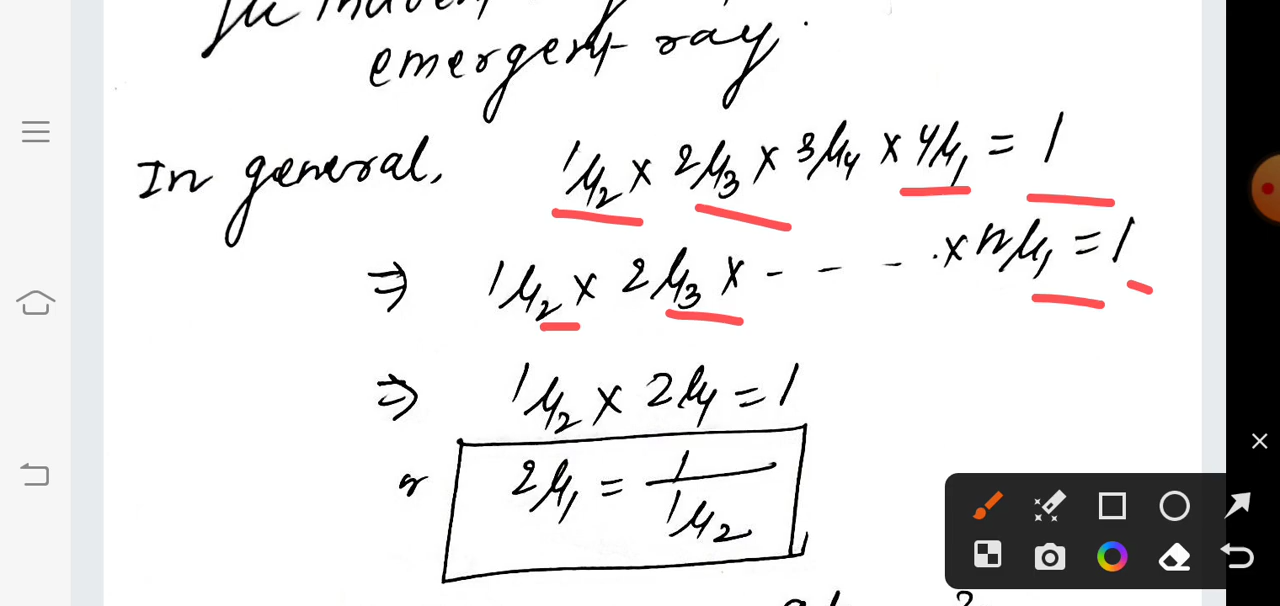 emergent ray.
In general, ¹μ₂ × ²μ₃ × ³μ₄ × ⁴μ₁ = 1
⇒ ¹μ₂ × ²μ₃ × - - - . × ⁿμ₁ = 1
⇒ ¹μ₂ × ²μ₁ = 1
or ²μ₁ = 1/¹μ₂